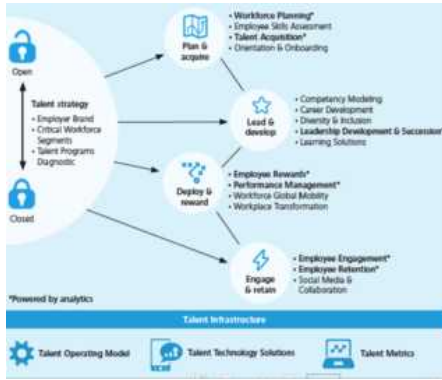 Open
Talent strategy
• Employer Brand
• Critical Workforce
Segments
• Talent Programs
Diagnostic
Closed
Plan &
acquire
• Workforce Planning*
• Employee Skills Assessment
• Talent Acquisition*
• Orientation & Onboarding
Lead &
develop
• Competency Modeling
• Career Development
• Diversity & Inclusion
• Leadership Development & Succession
• Learning Solutions
Deploy &
reward
• Employee Rewards*
• Performance Management*
• Workforce Global Mobility
• Workplace Transformation
Engage
& retain
• Employee Engagement*
• Employee Retention*
• Social Media &
Collaboration
*Powered by analytics
Talent Infrastructure
Talent Operating Model
Talent Technology Solutions
Talent Metrics